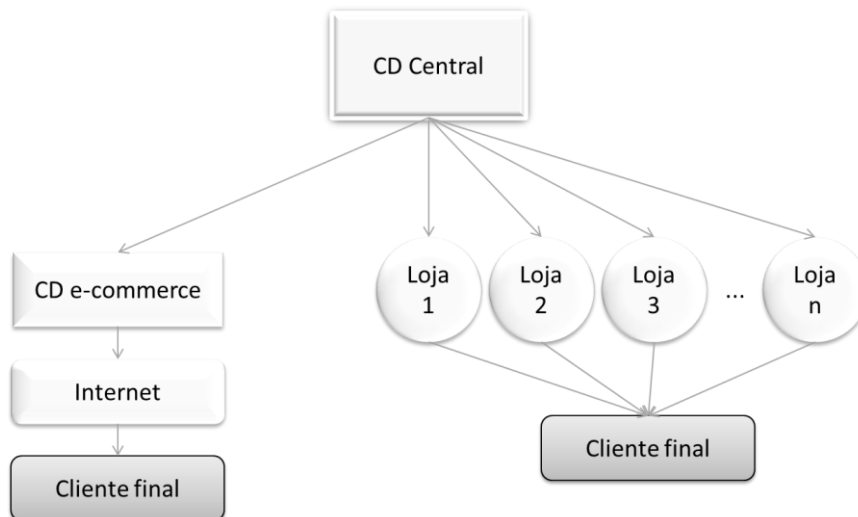 CD Central
CD e-commerce
Loja
1
Loja
2
Loja
3
...
Loja
n
Internet
Cliente final
Cliente final